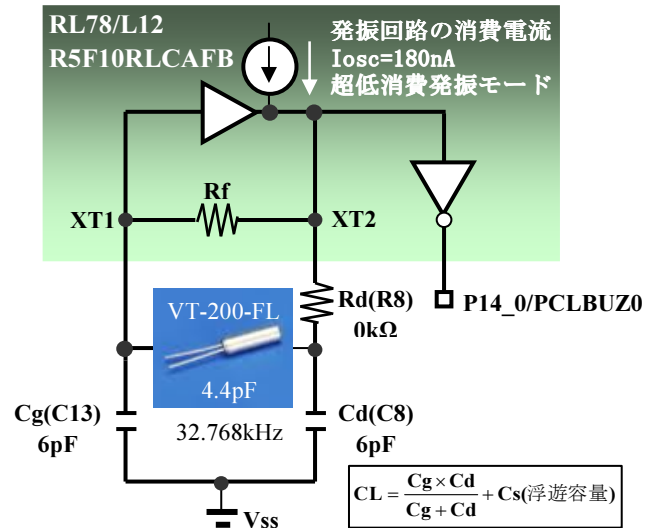 RL78/L12
R5F10RLCAFB
発振回路の消費電流
Iosc=180nA
超低消費発振モード
Rf
XT1
XT2
Rd(R8)
0kΩ
P14_0/PCLBUZ0
VT-200-FL
4.4pF
Cg(C13)
6pF
32.768kHz
Cd(C8)
6pF
Vss
CL = Cg × Cd / Cg + Cd + Cs(浮遊容量)